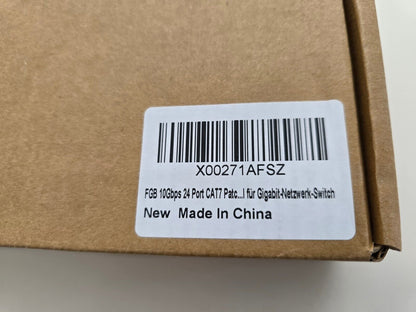 X00271AFSZ
FGB 10Gbps 24 Port CAT7 Patc...l für Gigabit-Netzwerk-Switch
New Made In China